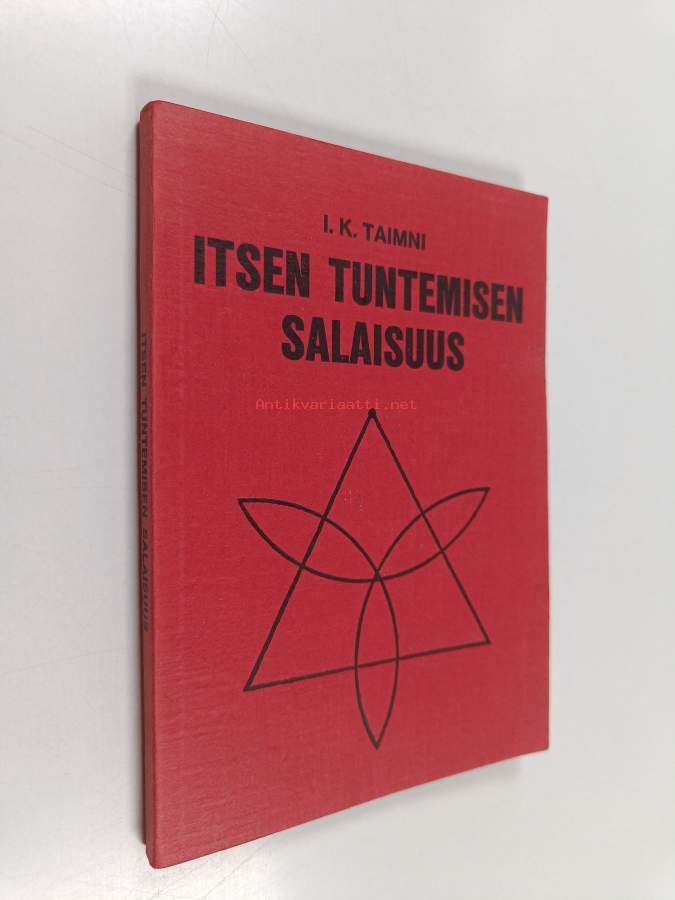 I. K. TAIMNI
ITSEN TUNTEMISEN
SALAISUUS
Antikvariaatti.net
ITSEN TUNTEMISEN SALAISUUS